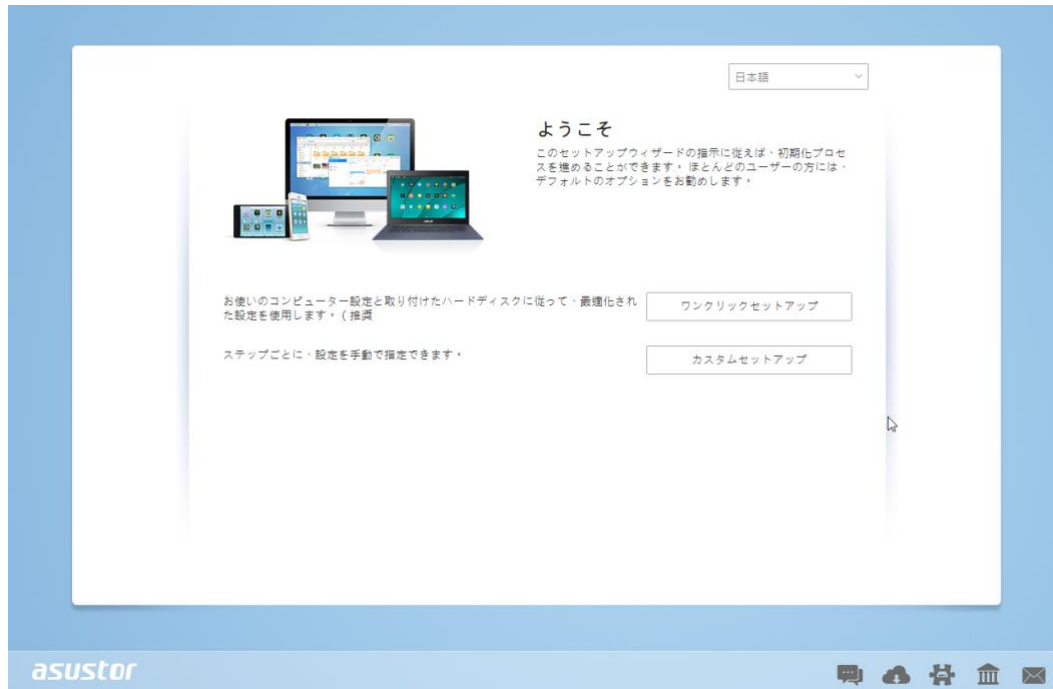 日本語
ようこそ
このセットアップウィザードの指示に従えば、初期化プロセ
スを進めることができます。ほとんどのユーザーの方には、
デフォルトのオプションをお勧めします。
お使いのコンピューター設定と取り付けたハードディスクに従って、最適化され
た設定を使用します。(推奨
ワンクリックセットアップ
ステップごとに、設定を手動で指定できます。
カスタムセットアップ
asustor